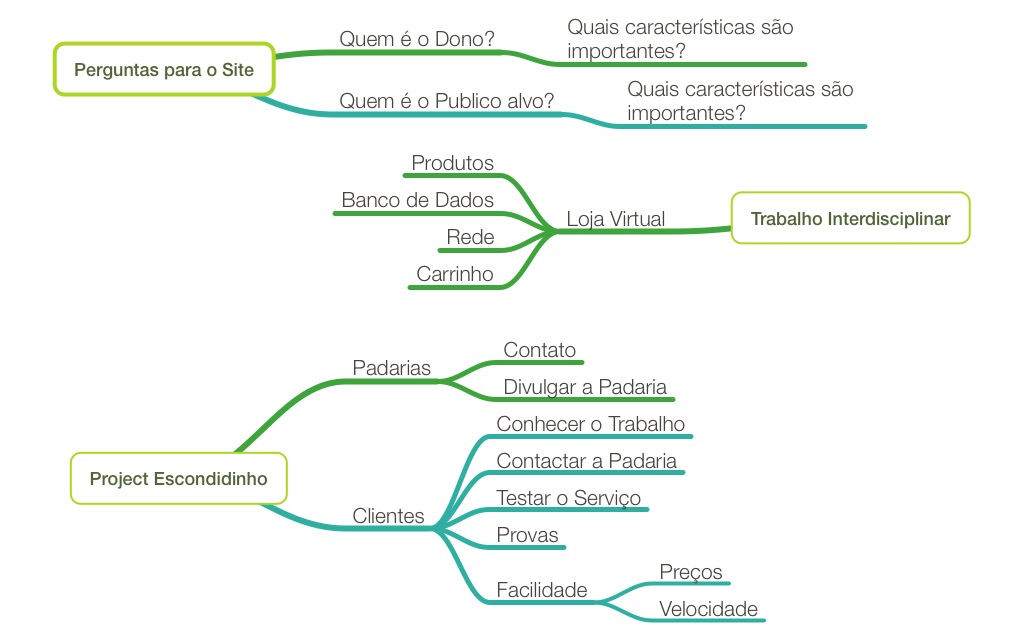 Perguntas para o Site
Quem é o Dono?
Quais características são
importantes?
Quem é o Publico alvo?
Quais características são
importantes?
Produtos
Banco de Dados
Rede
Carrinho
Loja Virtual
Trabalho Interdisciplinar
Project Escondidinho
Padarias
Contato
Divulgar a Padaria
Clientes
Conhecer o Trabalho
Contactar a Padaria
Testar o Serviço
Provas
Facilidade
Preços
Velocidade